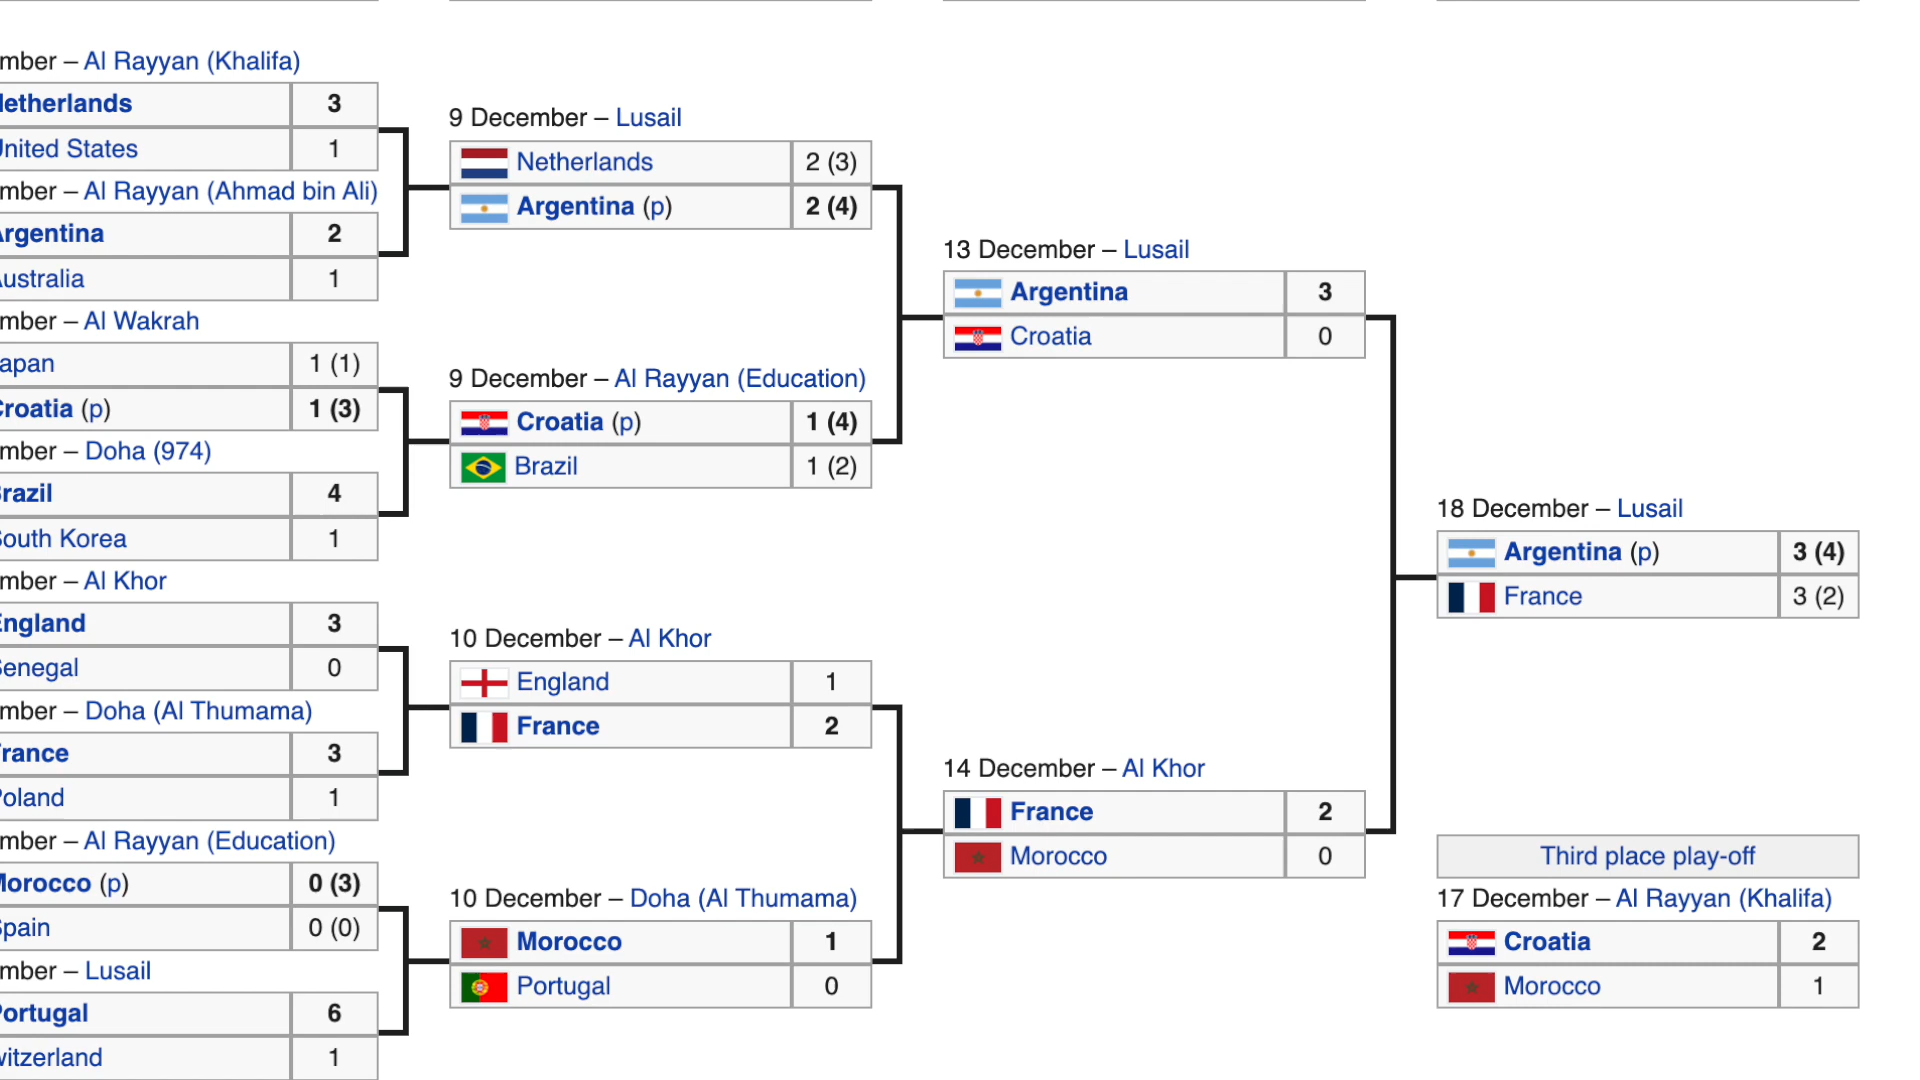 mber – Al Rayyan (Khalifa)
etherlands 3
nited States 1
mber – Al Rayyan (Ahmad bin Ali)
rgentina 2
ustralia 1
mber – Al Wakrah
apan 1 (1)
roatia (p) 1 (3)
mber – Doha (974)
razil 4
outh Korea 1
mber – Al Khor
England 3
enegal 0
mber – Doha (Al Thumama)
rance 3
oland 1
mber – Al Rayyan (Education)
Morocco (p) 0 (3)
pain 0 (0)
mber – Lusail
ortugal 6
witzerland 1
9 December – Lusail
Netherlands 2 (3)
Argentina (p) 2 (4)
9 December – Al Rayyan (Education)
Croatia (p) 1 (4)
Brazil 1 (2)
10 December – Al Khor
England 1
France 2
10 December – Doha (Al Thumama)
Morocco 1
Portugal 0
13 December – Lusail
Argentina 3
Croatia 0
14 December – Al Khor
France 2
Morocco 0
18 December – Lusail
Argentina (p) 3 (4)
France 3 (2)
Third place play-off
17 December – Al Rayyan (Khalifa)
Croatia 2
Morocco 1